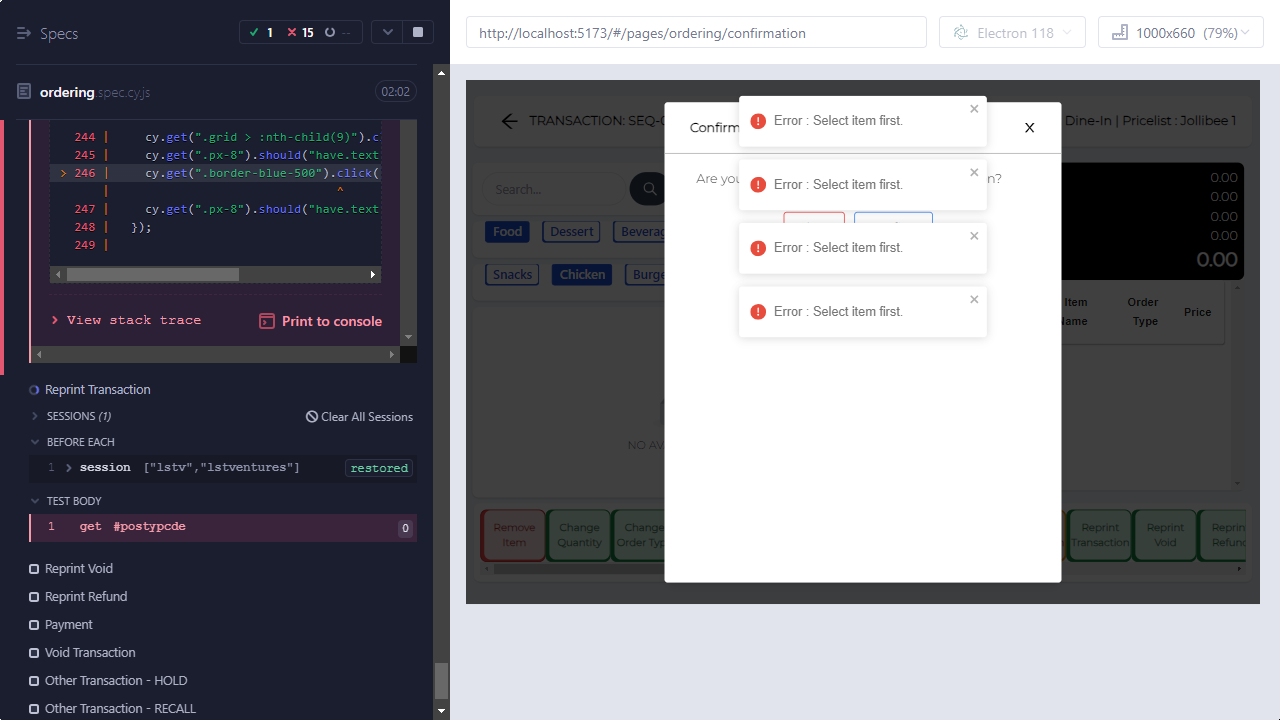 Specs
1
15
--
http://localhost:5173/#/pages/ordering/confirmation
Electron 118
1000x660 (79%)
ordering.spec.cy.js
02:02
244 | cy.get(".grid > :nth-child(9)").c
245 | cy.get(".px-8").should("have.text
> 246 | cy.get(".border-blue-500").click(
| ^
247 | cy.get(".px-8").should("have.text
248 | });
249 |
> View stack trace
Print to console
Reprint Transaction
SESSIONS (1)
Clear All Sessions
BEFORE EACH
1 session ["lstv","lstventures"] restored
TEST BODY
1 get #postypcde 0
Reprint Void
Reprint Refund
Payment
Void Transaction
Other Transaction - HOLD
Other Transaction - RECALL
TRANSACTION: SEQ-
Dine-In | Pricelist : Jollibee 1
Confirm
X
Error : Select item first.
Error : Select item first.
Error : Select item first.
Error : Select item first.
Are you
n?
Search...
Food
Dessert
Beverag
Snacks
Chicken
Burge
0.00
0.00
0.00
0.00
0.00
Item
Name
Order
Type
Price
NO AV
Remove
Item
Change
Quantity
Change
Order Typ
Reprint
Transaction
Reprint
Void
Reprin
Refund